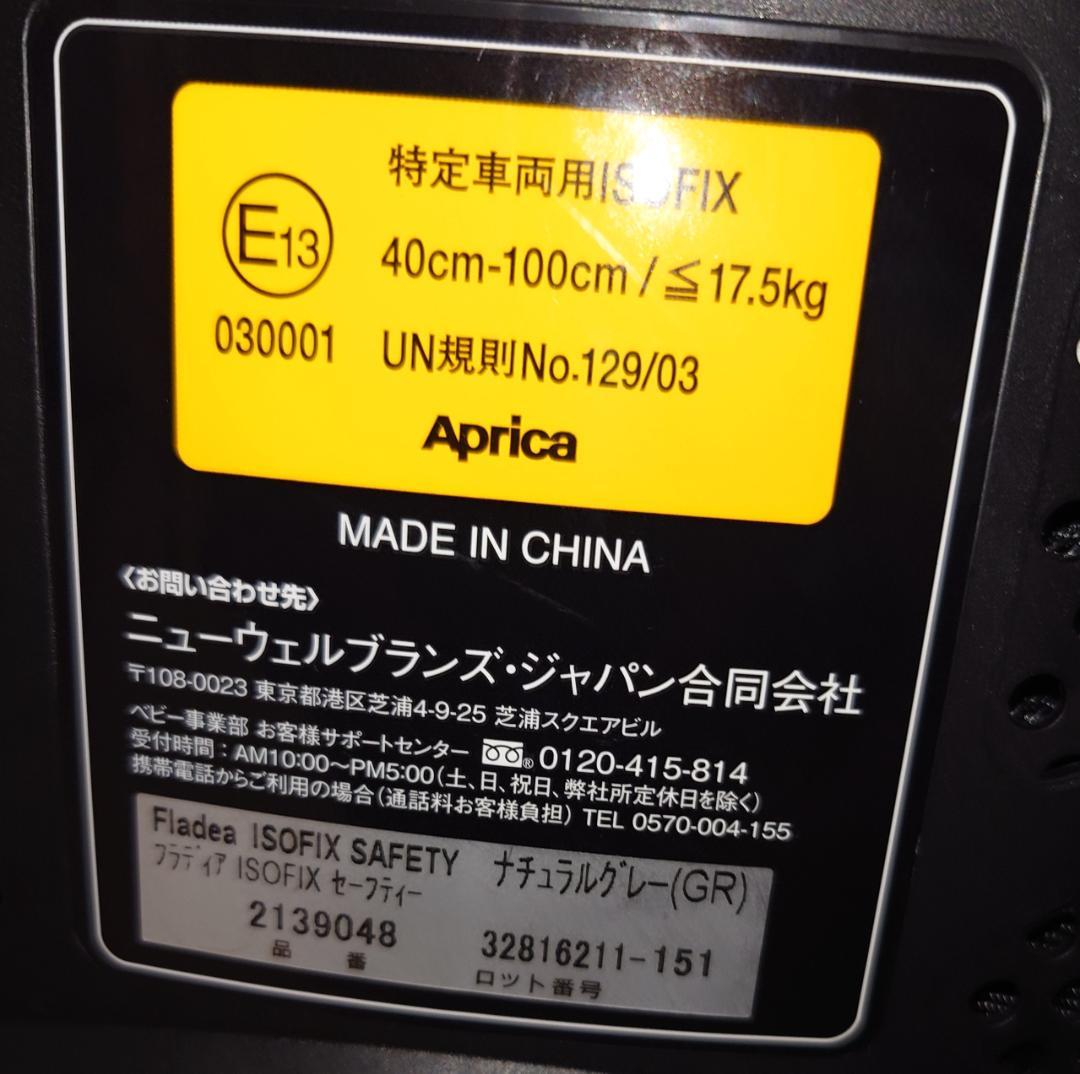 特定車両用ISOFIX
E13
40cm-100cm / ≦17.5kg
030001
UN規則No.129/03
Aprica
MADE IN CHINA
〈お問い合わせ先〉
ニューウェルブランズ・ジャパン合同会社
〒108-0023 東京都港区芝浦4-9-25 芝浦スクエアビル
ベビー事業部 お客様サポートセンター 0120-415-814
受付時間：AM10:00〜PM5:00（土、日、祝日、弊社所定休日を除く）
携帯電話からご利用の場合（通話料お客様負担） TEL 0570-004-155
Fladea ISOFIX SAFETY ナチュラルグレー(GR)
フラディア ISOFIX セーフティー
2139048 32816211-151
品番 ロット番号